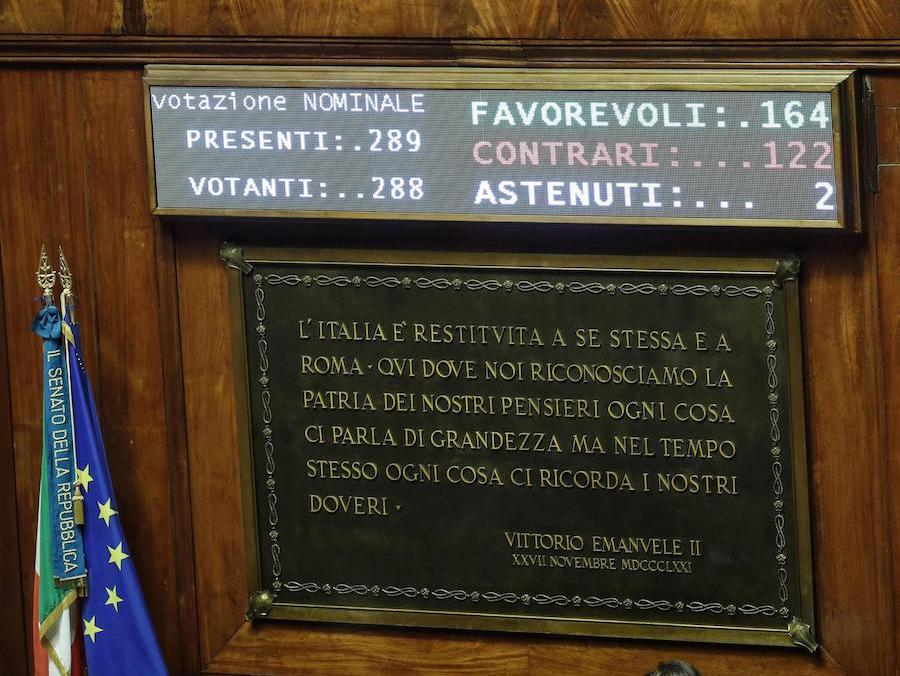 votazione NOMINALE
PRESENTI:.289
VOTANTI:..288
FAVOREVOLI:.164
CONTRARI:...122
ASTENUTI:... 2
L'ITALIA E' RESTITVITA A SE STESSA E A
ROMA · QVI DOVE NOI RICONOSCIAMO LA
PATRIA DEI NOSTRI PENSIERI OGNI COSA
CI PARLA DI GRANDEZZA MA NEL TEMPO
STESSO OGNI COSA CI RICORDA I NOSTRI
DOVERI ·
VITTORIO EMANVELE II
XXVII NOVEMBRE MDCCCLXXI
IL SENATO DELLA REPUBBLICA